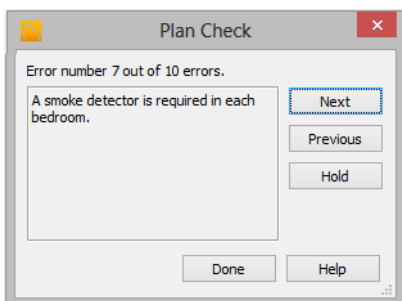 Plan Check
Error number 7 out of 10 errors.
A smoke detector is required in each
bedroom.
Next
Previous
Hold
Done
Help